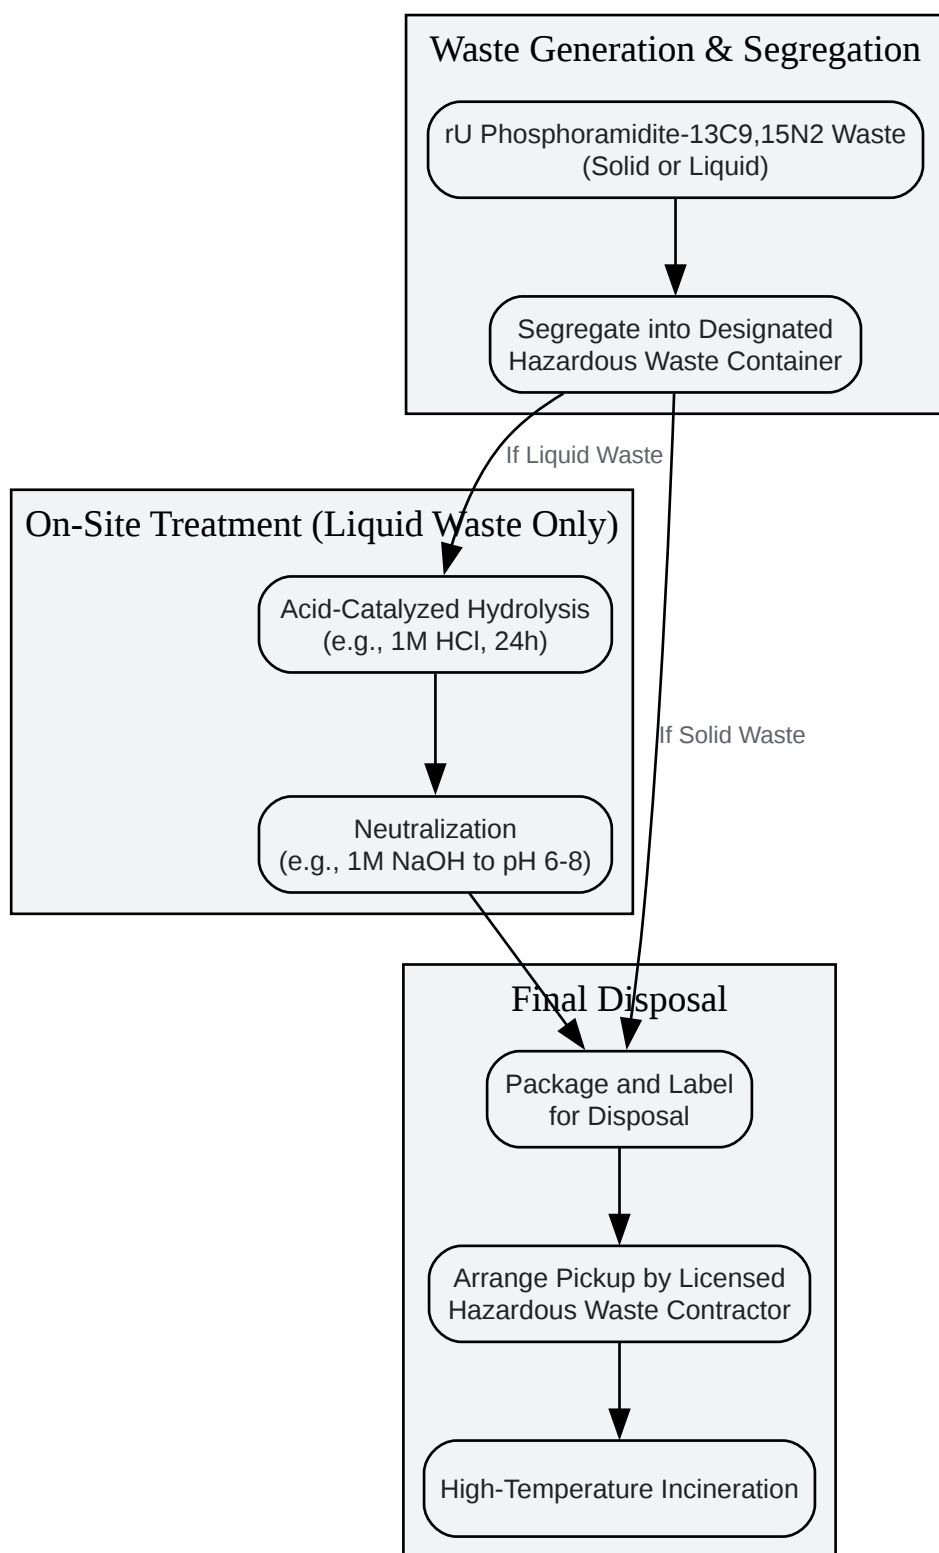 Waste Generation & Segregation
rU Phosphoramidite-13C9,15N2 Waste
(Solid or Liquid)
Segregate into Designated
Hazardous Waste Container
If Liquid Waste
On-Site Treatment (Liquid Waste Only)
Acid-Catalyzed Hydrolysis
(e.g., 1M HCl, 24h)
If Solid Waste
Neutralization
(e.g., 1M NaOH to pH 6-8)
Final Disposal
Package and Label
for Disposal
Arrange Pickup by Licensed
Hazardous Waste Contractor
High-Temperature Incineration